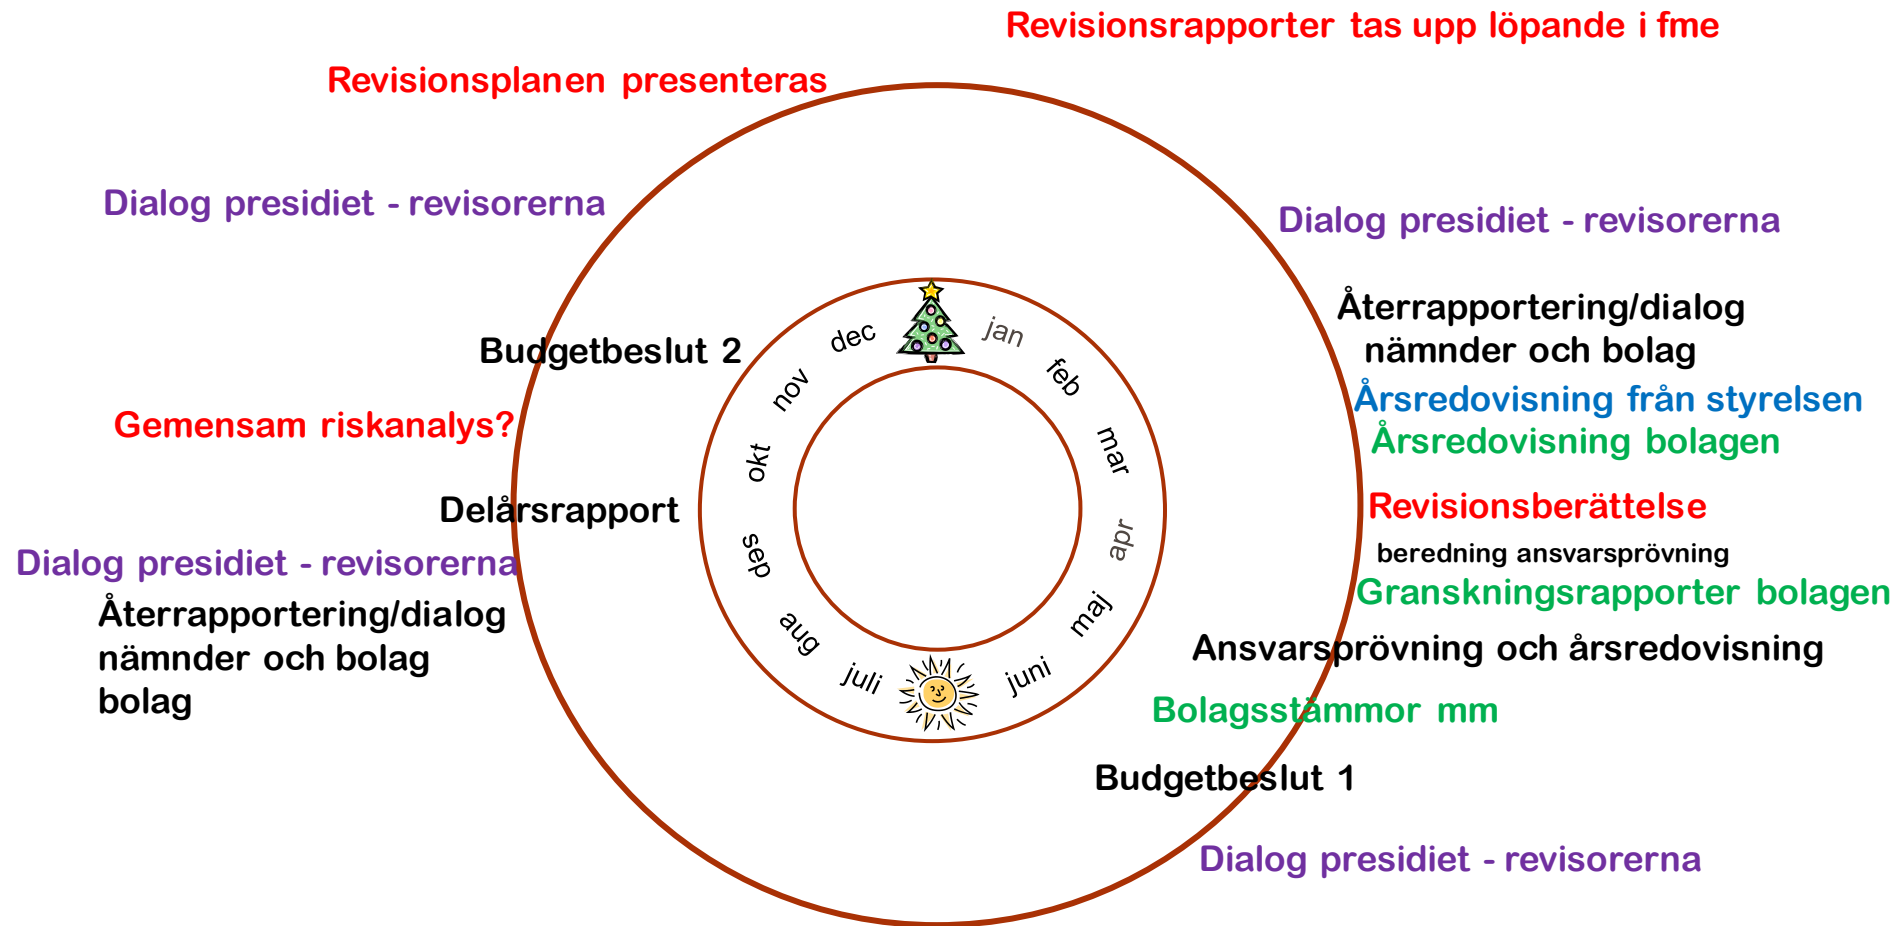 Revisionsrapporter tas upp löpande i fme
Revisionsplanen presenteras
Dialog presidiet - revisorerna
Dialog presidiet - revisorerna
Återrapportering/dialog
nämnder och bolag
Årsredovisning från styrelsen
Årsredovisning bolagen
Revisionsberättelse
beredning ansvarsprövning
Granskningsrapporter bolagen
Ansvarsprövning och årsredovisning
Bolagsstämmor mm
Budgetbeslut 1
Dialog presidiet - revisorerna
Budgetbeslut 2
Gemensam riskanalys?
Delårsrapport
Dialog presidiet - revisorerna
Återrapportering/dialog
nämnder och bolag
bolag
jan
feb
mar
apr
maj
juni
juli
aug
sep
okt
nov
dec